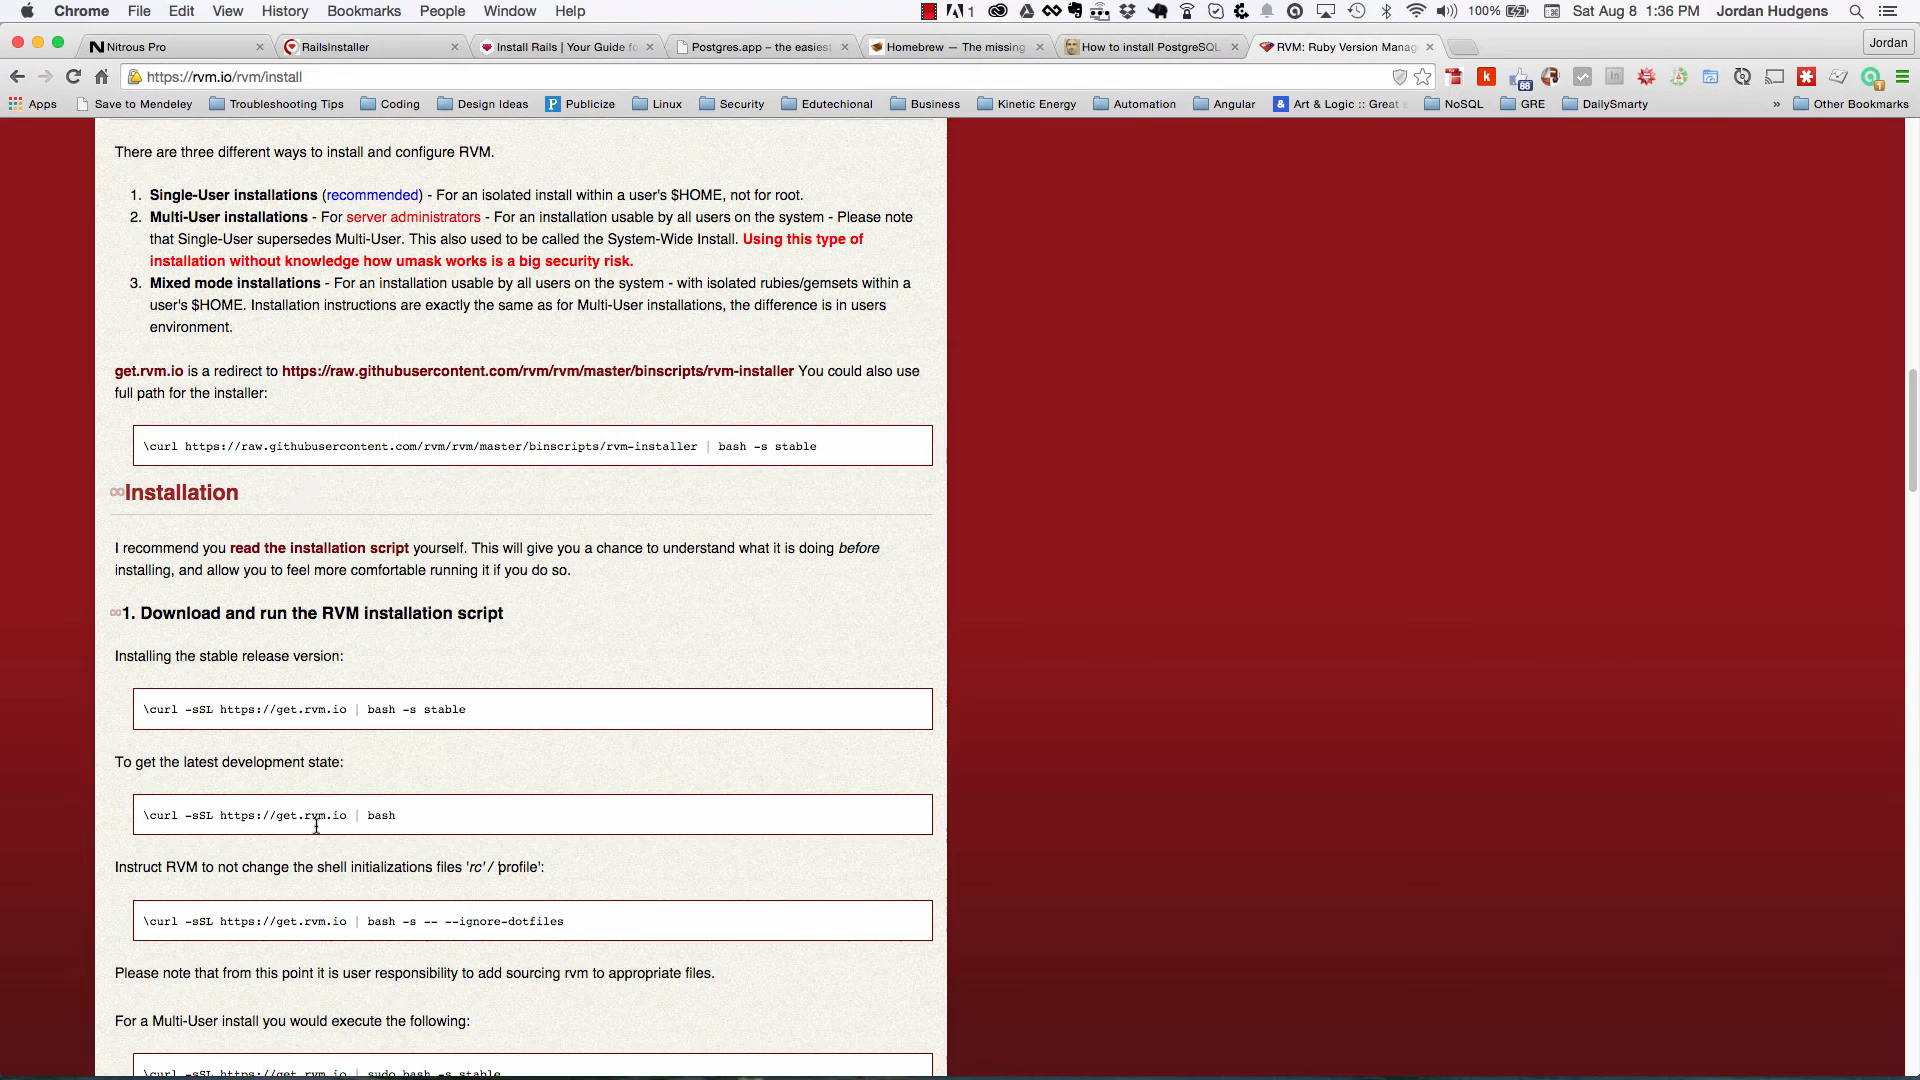 Chrome File Edit View History Bookmarks People Window Help 1 100% Sat Aug 8 1:36 PM Jordan Hudgens
Nitrous Pro RailsInstaller Install Rails | Your Guide fo Postgres.app – the easiest Homebrew — The missing How to install PostgreSQL RVM: Ruby Version Manag Jordan
https://rvm.io/rvm/install
Apps Save to Mendeley Troubleshooting Tips Coding Design Ideas Publicize Linux Security Edutechional Business Kinetic Energy Automation Angular Art & Logic :: Great s NoSQL GRE DailySmarty » Other Bookmarks
There are three different ways to install and configure RVM.
1. Single-User installations (recommended) - For an isolated install within a user's $HOME, not for root.
2. Multi-User installations - For server administrators - For an installation usable by all users on the system - Please note
that Single-User supersedes Multi-User. This also used to be called the System-Wide Install. Using this type of
installation without knowledge how umask works is a big security risk.
3. Mixed mode installations - For an installation usable by all users on the system - with isolated rubies/gemsets within a
user's $HOME. Installation instructions are exactly the same as for Multi-User installations, the difference is in users
environment.
get.rvm.io is a redirect to https://raw.githubusercontent.com/rvm/rvm/master/binscripts/rvm-installer You could also use
full path for the installer:
\curl https://raw.githubusercontent.com/rvm/rvm/master/binscripts/rvm-installer | bash -s stable
∞Installation
I recommend you read the installation script yourself. This will give you a chance to understand what it is doing before
installing, and allow you to feel more comfortable running it if you do so.
∞1. Download and run the RVM installation script
Installing the stable release version:
\curl -sSL https://get.rvm.io | bash -s stable
To get the latest development state:
\curl -sSL https://get.rvm.io | bash
Instruct RVM to not change the shell initializations files 'rc' / 'profile':
\curl -sSL https://get.rvm.io | bash -s -- --ignore-dotfiles
Please note that from this point it is user responsibility to add sourcing rvm to appropriate files.
For a Multi-User install you would execute the following:
\curl -sSL https://get.rvm.io | sudo bash -s stable